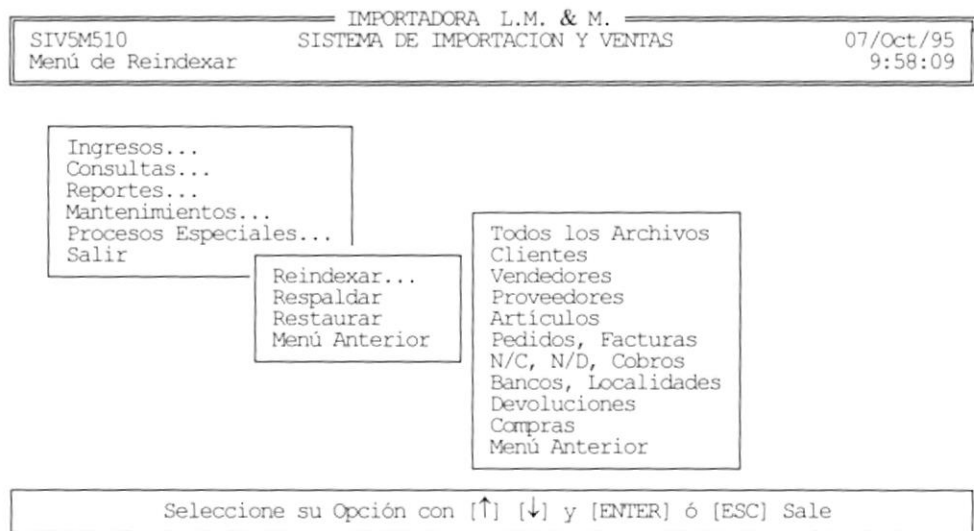 IMPORTADORA L.M. & M.
SIV5M510 SISTEMA DE IMPORTACION Y VENTAS 07/Oct/95
Menú de Reindexar 9:58:09
Ingresos...
Consultas...
Reportes...
Mantenimientos...
Procesos Especiales...
Salir
Reindexar...
Respaldar
Restaurar
Menú Anterior
Todos los Archivos
Clientes
Vendedores
Proveedores
Artículos
Pedidos, Facturas
N/C, N/D, Cobros
Bancos, Localidades
Devoluciones
Compras
Menú Anterior
Seleccione su Opción con [↑] [↓] y [ENTER] ó [ESC] Sale